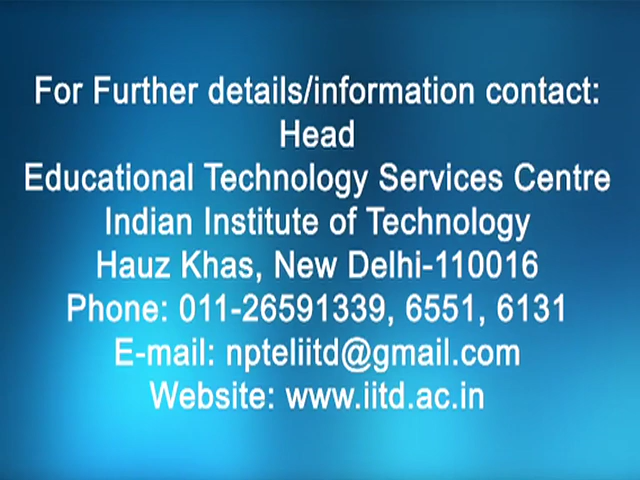 For Further details/information contact:
Head
Educational Technology Services Centre
Indian Institute of Technology
Hauz Khas, New Delhi-110016
Phone: 011-26591339, 6551, 6131
E-mail: npteliitd@gmail.com
Website: www.iitd.ac.in